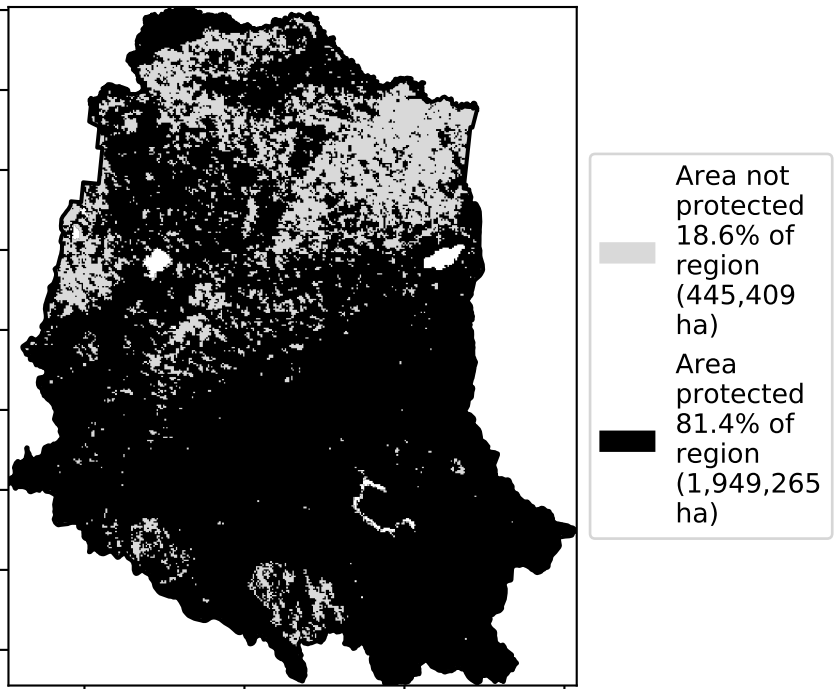 Area not
protected
18.6% of
region
(445,409
ha)
Area
protected
81.4% of
region
(1,949,265
ha)